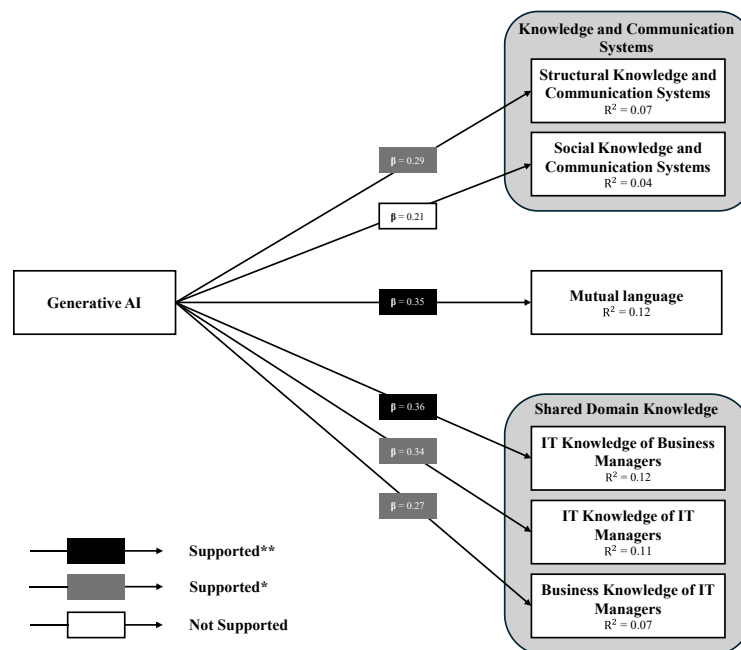 Knowledge and Communication
Systems
Structural Knowledge and
Communication Systems
R² = 0.07
Social Knowledge and
Communication Systems
R² = 0.04
β = 0.29
β = 0.21
Generative AI
β = 0.35
Mutual language
R² = 0.12
β = 0.36
β = 0.34
β = 0.27
Shared Domain Knowledge
IT Knowledge of Business
Managers
R² = 0.12
IT Knowledge of IT
Managers
R² = 0.11
Business Knowledge of IT
Managers
R² = 0.07
Supported**
Supported*
Not Supported